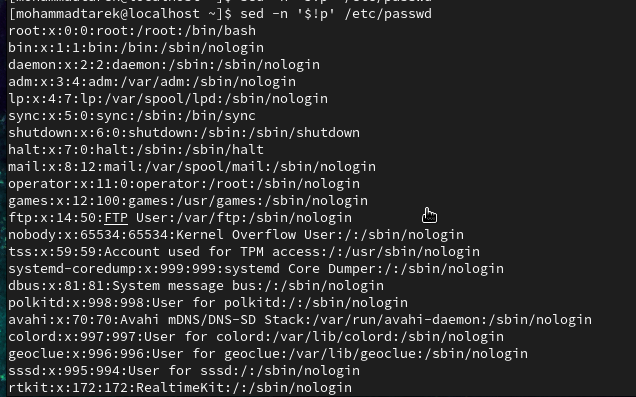 [mohammadtarek@localhost ~]$ sed -n '$!p' /etc/passwd
[mohammadtarek@localhost ~]$ sed -n '$!p' /etc/passwd
root:x:0:0:root:/root:/bin/bash
bin:x:1:1:bin:/bin:/sbin/nologin
daemon:x:2:2:daemon:/sbin:/sbin/nologin
adm:x:3:4:adm:/var/adm:/sbin/nologin
lp:x:4:7:lp:/var/spool/lpd:/sbin/nologin
sync:x:5:0:sync:/sbin:/bin/sync
shutdown:x:6:0:shutdown:/sbin:/sbin/shutdown
halt:x:7:0:halt:/sbin:/sbin/halt
mail:x:8:12:mail:/var/spool/mail:/sbin/nologin
operator:x:11:0:operator:/root:/sbin/nologin
games:x:12:100:games:/usr/games:/sbin/nologin
ftp:x:14:50:FTP User:/var/ftp:/sbin/nologin
nobody:x:65534:65534:Kernel Overflow User:/:/sbin/nologin
tss:x:59:59:Account used for TPM access:/:/usr/sbin/nologin
systemd-coredump:x:999:999:systemd Core Dumper:/:/sbin/nologin
dbus:x:81:81:System message bus:/:/sbin/nologin
polkitd:x:998:998:User for polkitd:/:/sbin/nologin
avahi:x:70:70:Avahi mDNS/DNS-SD Stack:/var/run/avahi-daemon:/sbin/nologin
colord:x:997:997:User for colord:/var/lib/colord:/sbin/nologin
geoclue:x:996:996:User for geoclue:/var/lib/geoclue:/sbin/nologin
sssd:x:995:994:User for sssd:/:/sbin/nologin
rtkit:x:172:172:RealtimeKit:/:/sbin/nologin